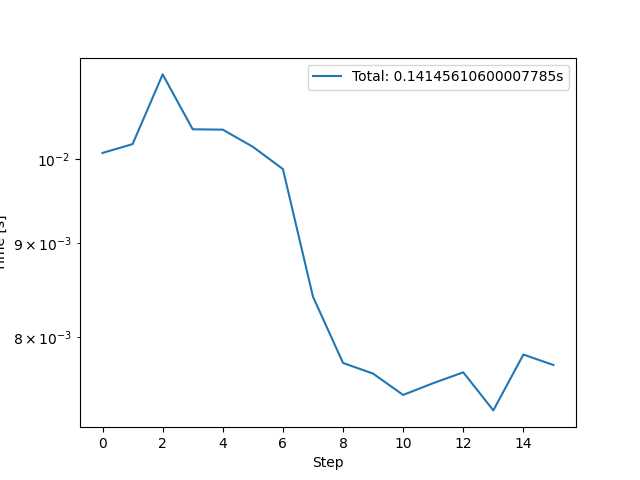 Total: 0.14145610600007785s
10⁻²
9 × 10⁻³
8 × 10⁻³
0 2 4 6 8 10 12 14
Step